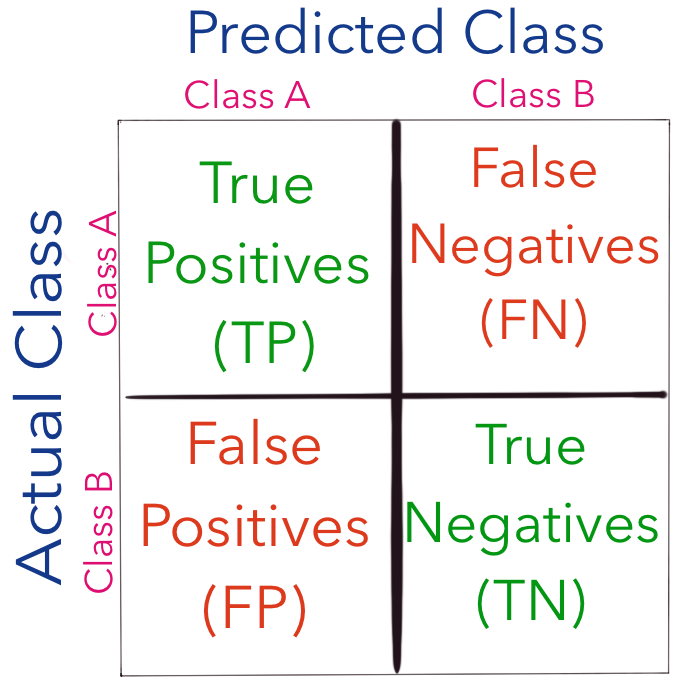 Predicted Class
Class A
Class B
Actual Class
Class A
True
Positives
(TP)
False
Negatives
(FN)
Class B
False
Positives
(FP)
True
Negatives
(TN)